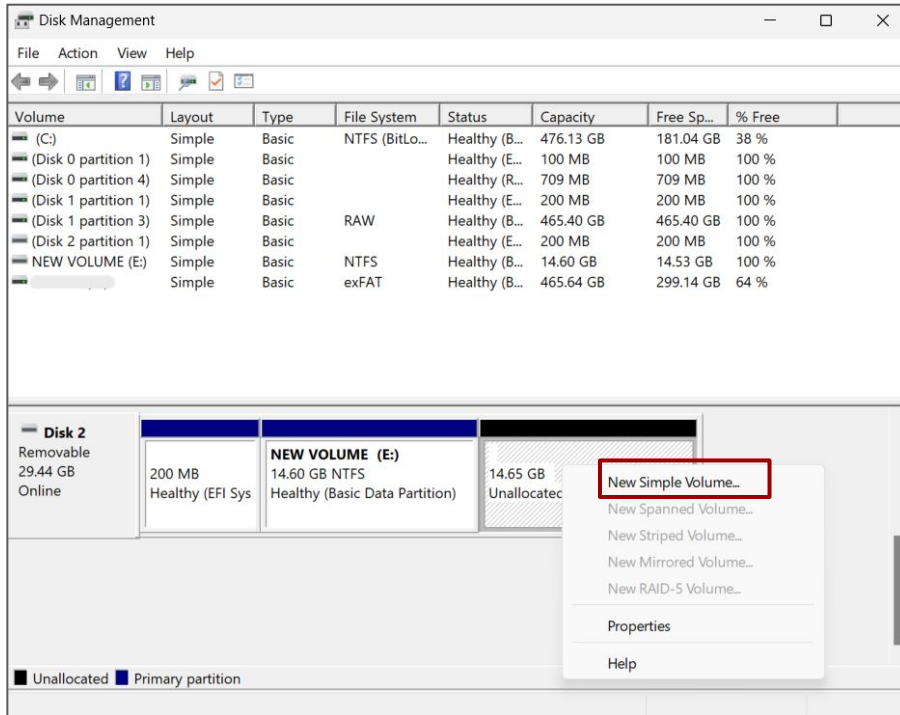 Disk Management
File Action View Help
Volume Layout Type File System Status Capacity Free Sp... % Free
(C:) Simple Basic NTFS (BitLo... Healthy (B... 476.13 GB 181.04 GB 38 %
(Disk 0 partition 1) Simple Basic Healthy (E... 100 MB 100 MB 100 %
(Disk 0 partition 4) Simple Basic Healthy (R... 709 MB 709 MB 100 %
(Disk 1 partition 1) Simple Basic Healthy (E... 200 MB 200 MB 100 %
(Disk 1 partition 3) Simple Basic RAW Healthy (B... 465.40 GB 465.40 GB 100 %
(Disk 2 partition 1) Simple Basic Healthy (E... 200 MB 200 MB 100 %
NEW VOLUME (E:) Simple Basic NTFS Healthy (B... 14.60 GB 14.53 GB 100 %
Simple Basic exFAT Healthy (B... 465.64 GB 299.14 GB 64 %
Disk 2
Removable
29.44 GB
Online
200 MB
Healthy (EFI Sys
NEW VOLUME (E:)
14.60 GB NTFS
Healthy (Basic Data Partition)
14.65 GB
Unallocated
New Simple Volume...
New Spanned Volume...
New Striped Volume...
New Mirrored Volume...
New RAID-5 Volume...
Properties
Help
Unallocated Primary partition